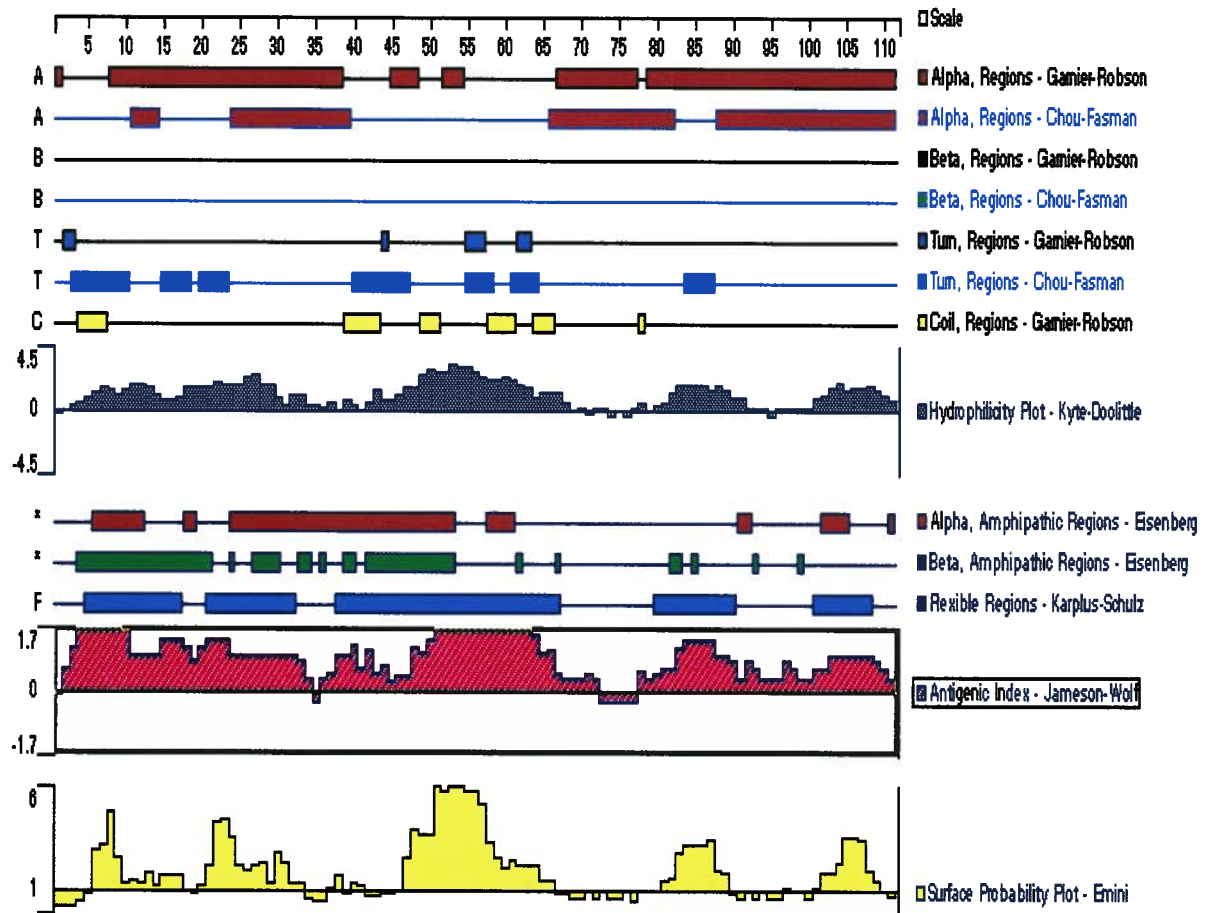 Scale
5 10 15 20 25 30 35 40 45 50 55 60 65 70 75 80 85 90 95 100 105 110
A Alpha, Regions - Garnier-Robson
A Alpha, Regions - Chou-Fasman
B Beta, Regions - Garnier-Robson
B Beta, Regions - Chou-Fasman
T Turn, Regions - Garnier-Robson
T Turn, Regions - Chou-Fasman
C Coil, Regions - Garnier-Robson
4.5
0 Hydrophilicity Plot - Kyte-Doolittle
-4.5
* Alpha, Amphipathic Regions - Eisenberg
* Beta, Amphipathic Regions - Eisenberg
F Flexible Regions - Karplus-Schulz
1.7
0 Antigenic Index - Jameson-Wolf
-1.7
6
1 Surface Probability Plot - Emini